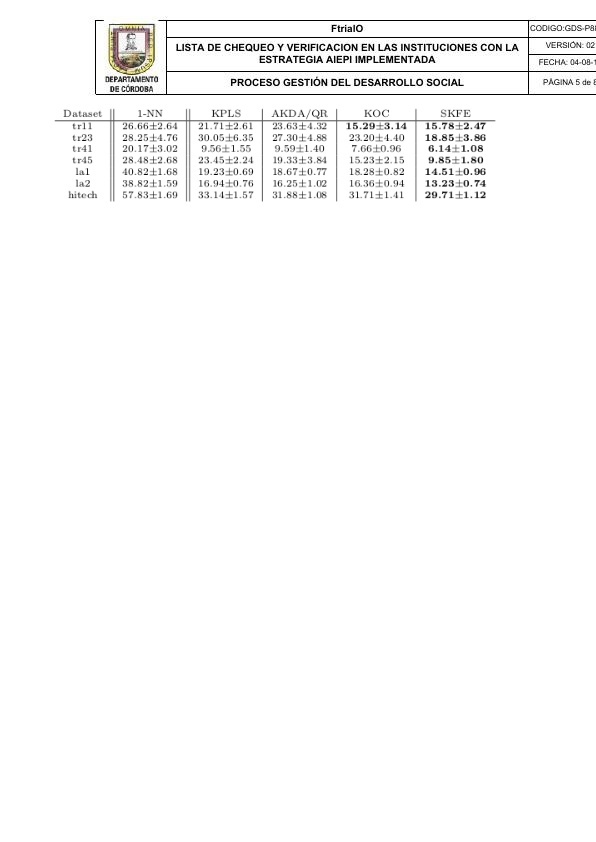 FtrialO
CODIGO:GDS-P8
LISTA DE CHEQUEO Y VERIFICACION EN LAS INSTITUCIONES CON LA
ESTRATEGIA AIEPI IMPLEMENTADA
VERSIÓN: 02
FECHA: 04-08-1
PROCESO GESTIÓN DEL DESARROLLO SOCIAL
PÁGINA 5 de 8
OMNIA
DEPARTAMENTO
DE CÓRDOBA
Dataset 1-NN KPLS AKDA/QR KOC SKFE
tr11 26.66±2.64 21.71±2.61 23.63±4.32 15.29±3.14 15.78±2.47
tr23 28.25±4.76 30.05±6.35 27.30±4.88 23.20±4.40 18.85±3.86
tr41 20.17±3.02 9.56±1.55 9.59±1.40 7.66±0.96 6.14±1.08
tr45 28.48±2.68 23.45±2.24 19.33±3.84 15.23±2.15 9.85±1.80
la1 40.82±1.68 19.23±0.69 18.67±0.77 18.28±0.82 14.51±0.96
la2 38.82±1.59 16.94±0.76 16.25±1.02 16.36±0.94 13.23±0.74
hitech 57.83±1.69 33.14±1.57 31.88±1.08 31.71±1.41 29.71±1.12